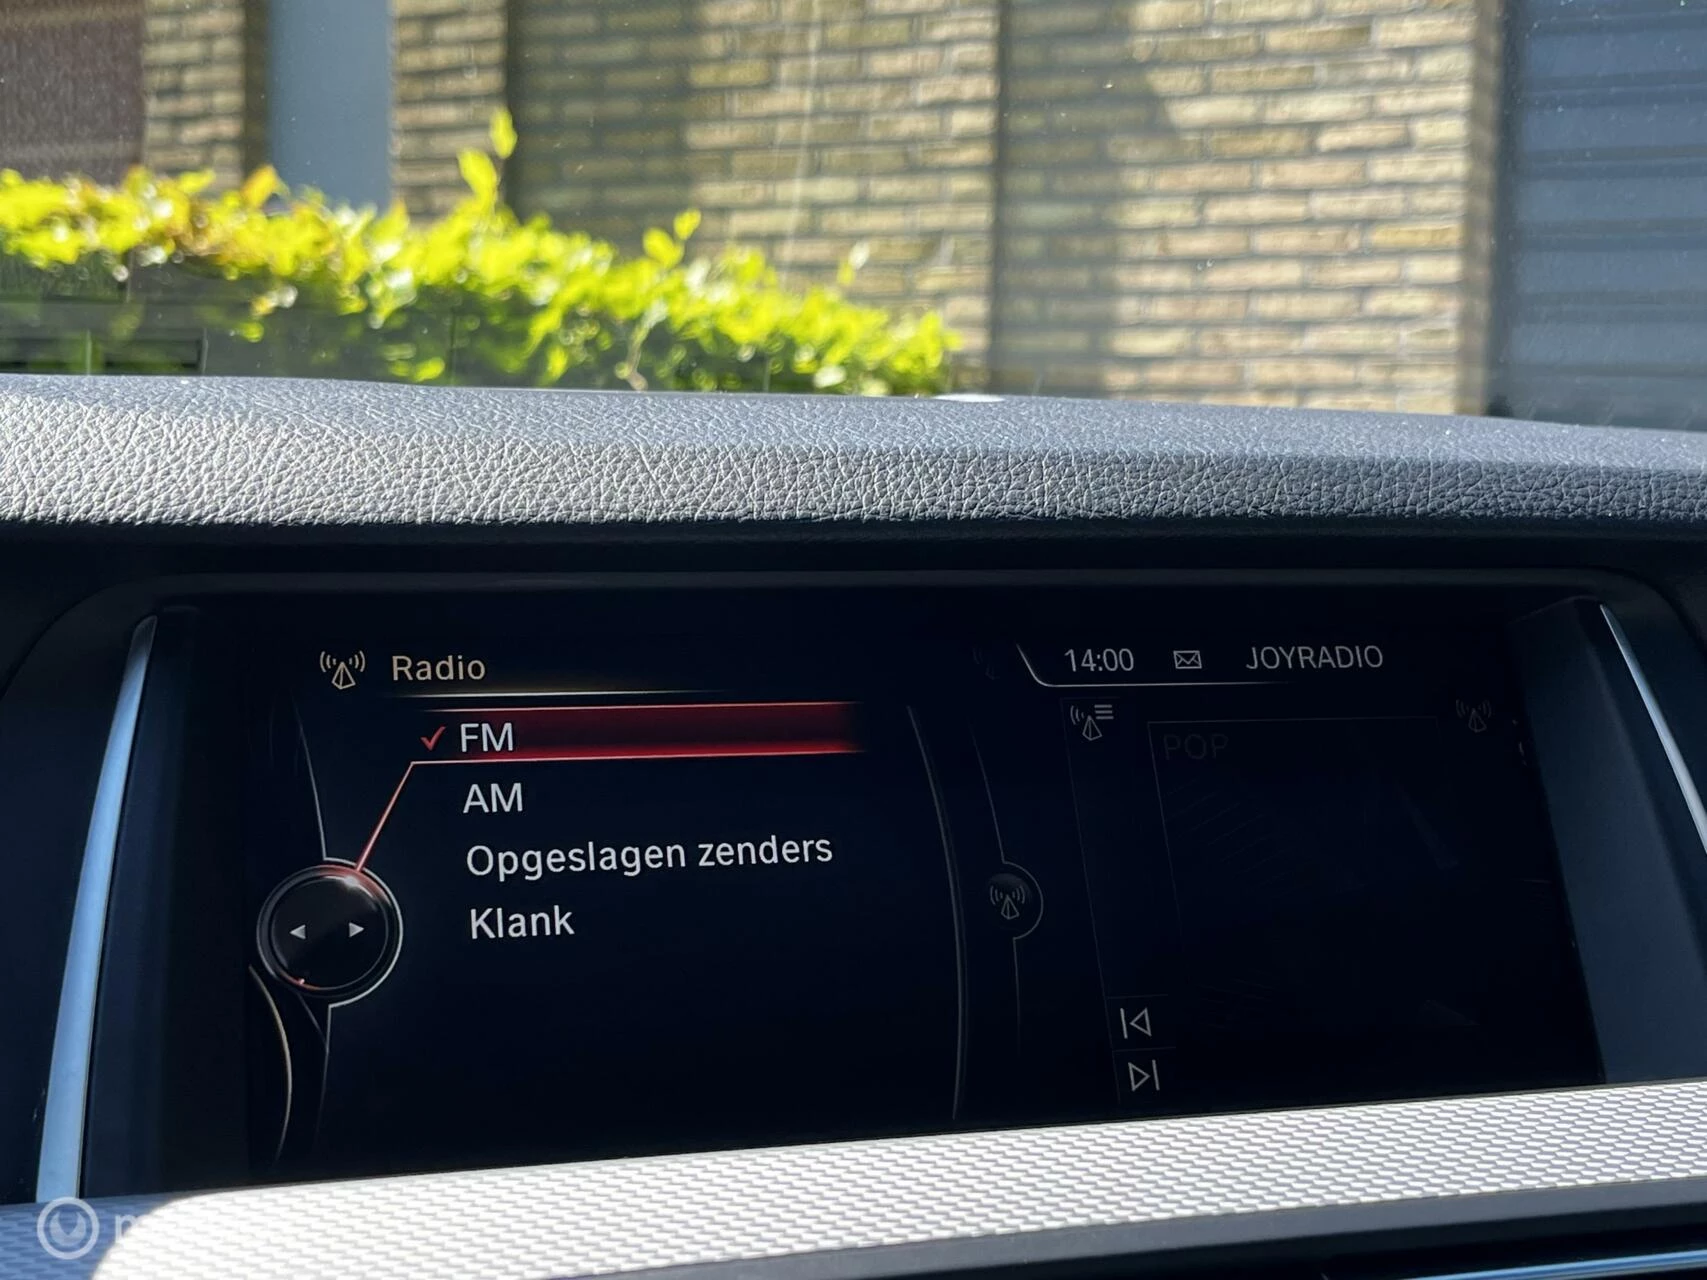 Radio
14:00 JOYRADIO
FM
AM
Opgeslagen zenders
Klank
POP